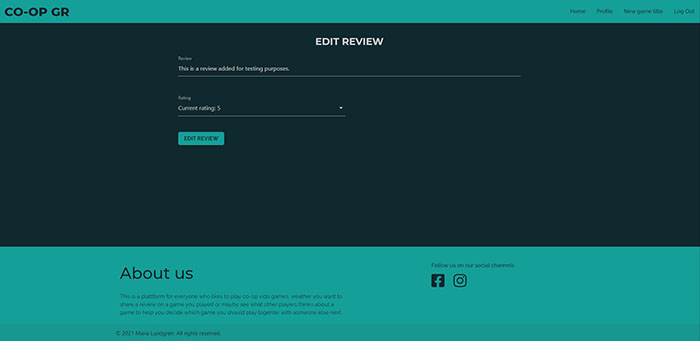 CO-OP GR
Home Profile New game title Log Out
EDIT REVIEW
Review
This is a review added for testing purposes.
Rating
Current rating: 5
EDIT REVIEW
About us
Follow us on our social channels
This is a plattform for everyone who likes to play co-op vido games, weather you want to
share a review on a game you played or mayby see what other players thinks about a
game to help you decide which game you should play togehter with someone else next.
© 2021 Maria Lundgren. All rights reserved.